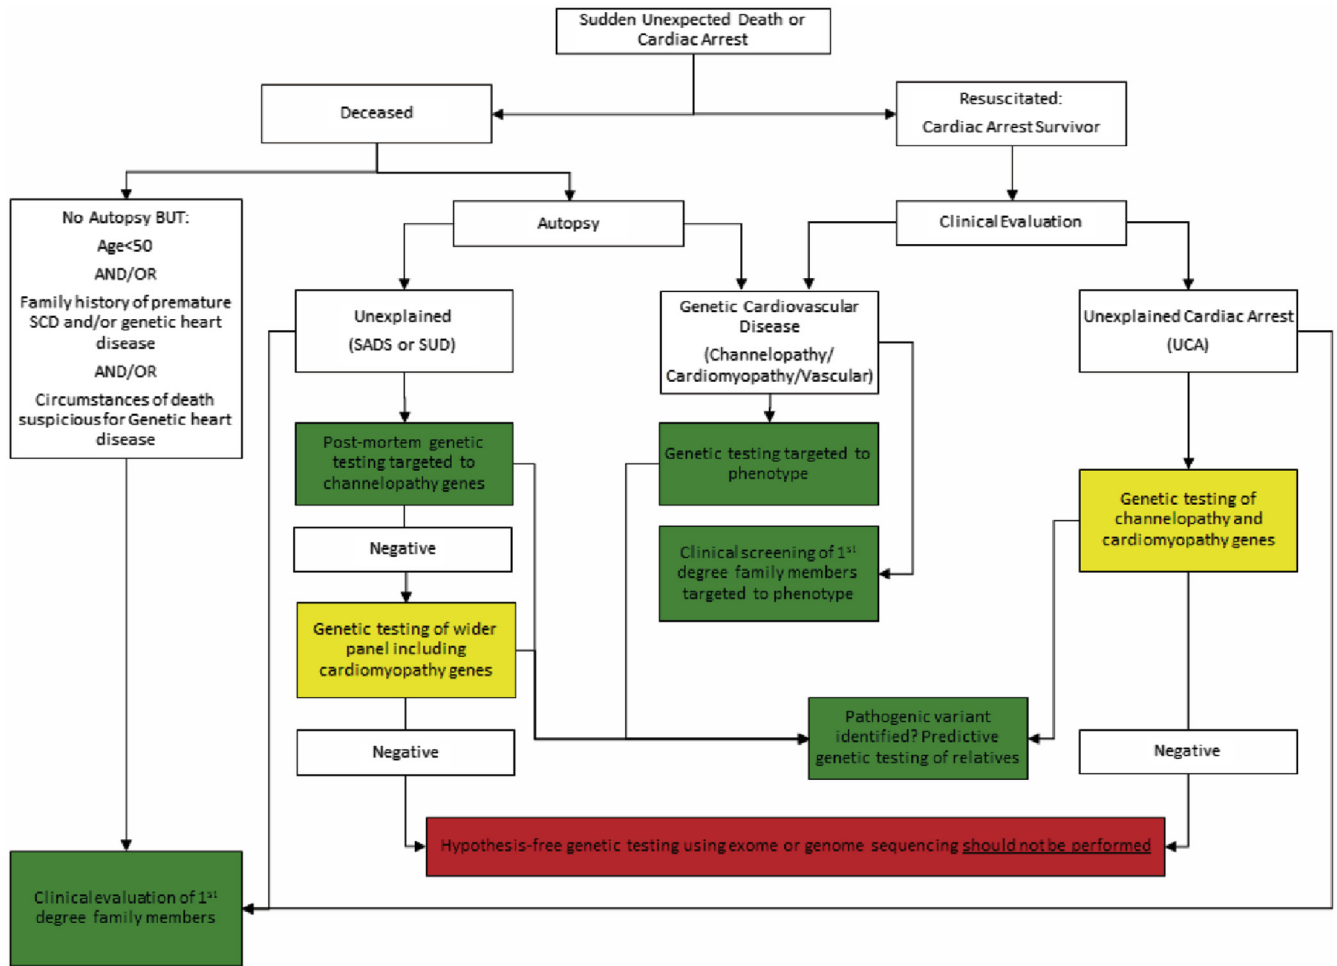 Sudden Unexpected Death or
Cardiac Arrest
Deceased
Resuscitated:
Cardiac Arrest Survivor
No Autopsy BUT:
Age<50
AND/OR
Family history of premature
SCD and/or genetic heart
disease
AND/OR
Circumstances of death
suspicious for Genetic heart
disease
Autopsy
Clinical Evaluation
Unexplained
(SADS or SUD)
Genetic Cardiovascular
Disease
(Channelopathy/
Cardiomyopathy/Vascular)
Unexplained Cardiac Arrest
(UCA)
Post-mortem genetic
testing targeted to
channelopathy genes
Genetic testing targeted to
phenotype
Genetic testing of
channelopathy and
cardiomyopathy genes
Negative
Clinical screening of 1st
degree family members
targeted to phenotype
Genetic testing of wider
panel including
cardiomyopathy genes
Pathogenic variant
identified? Predictive
genetic testing of relatives
Negative
Negative
Hypothesis-free genetic testing using exome or genome sequencing should not be performed
Clinical evaluation of 1st
degree family members